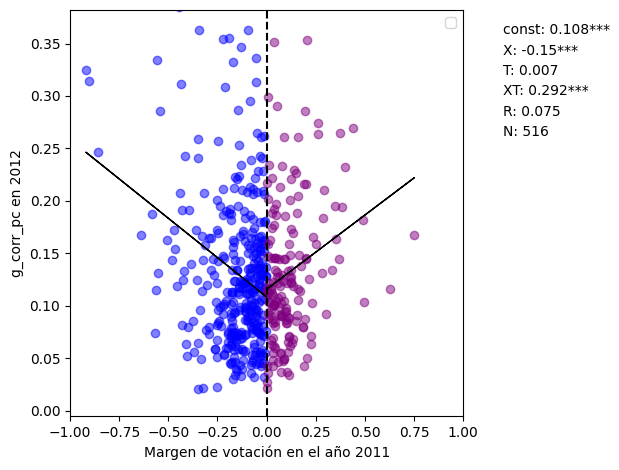 0.35
0.30
0.25
0.20
0.15
0.10
0.05
0.00
g_corr_pc en 2012
−1.00 −0.75 −0.50 −0.25 0.00 0.25 0.50 0.75 1.00
Margen de votación en el año 2011
const: 0.108***
X: -0.15***
T: 0.007
XT: 0.292***
R: 0.075
N: 516